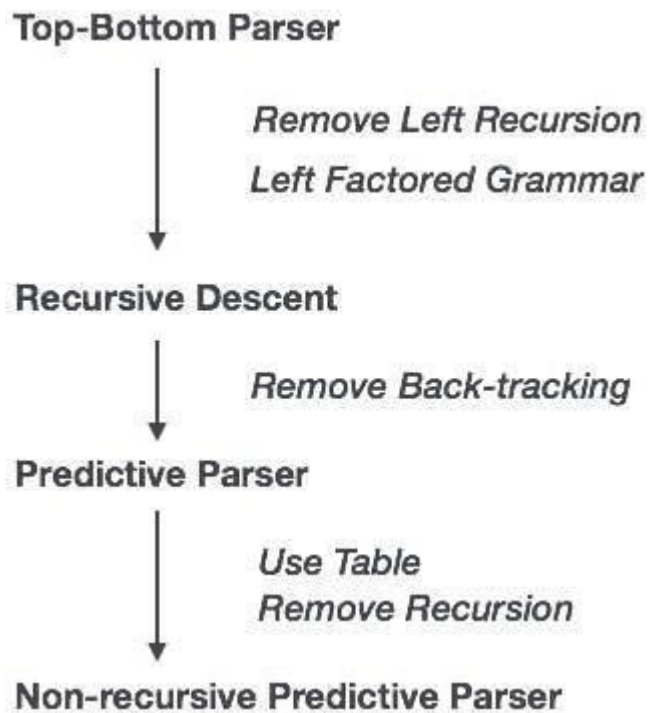 Top-Bottom Parser
Remove Left Recursion
Left Factored Grammar
Recursive Descent
Remove Back-tracking
Predictive Parser
Use Table
Remove Recursion
Non-recursive Predictive Parser